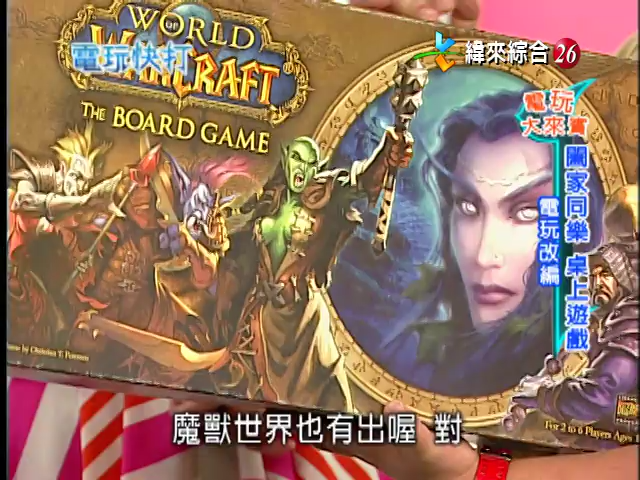 WORLD
OF
WARCRAFT
電玩快打
THE BOARD GAME
緯來綜合 26
電玩
大來賓
闔家同樂 桌上遊戲
電玩改編
For 2 to 6 Players Ages
魔獸世界也有出喔 對